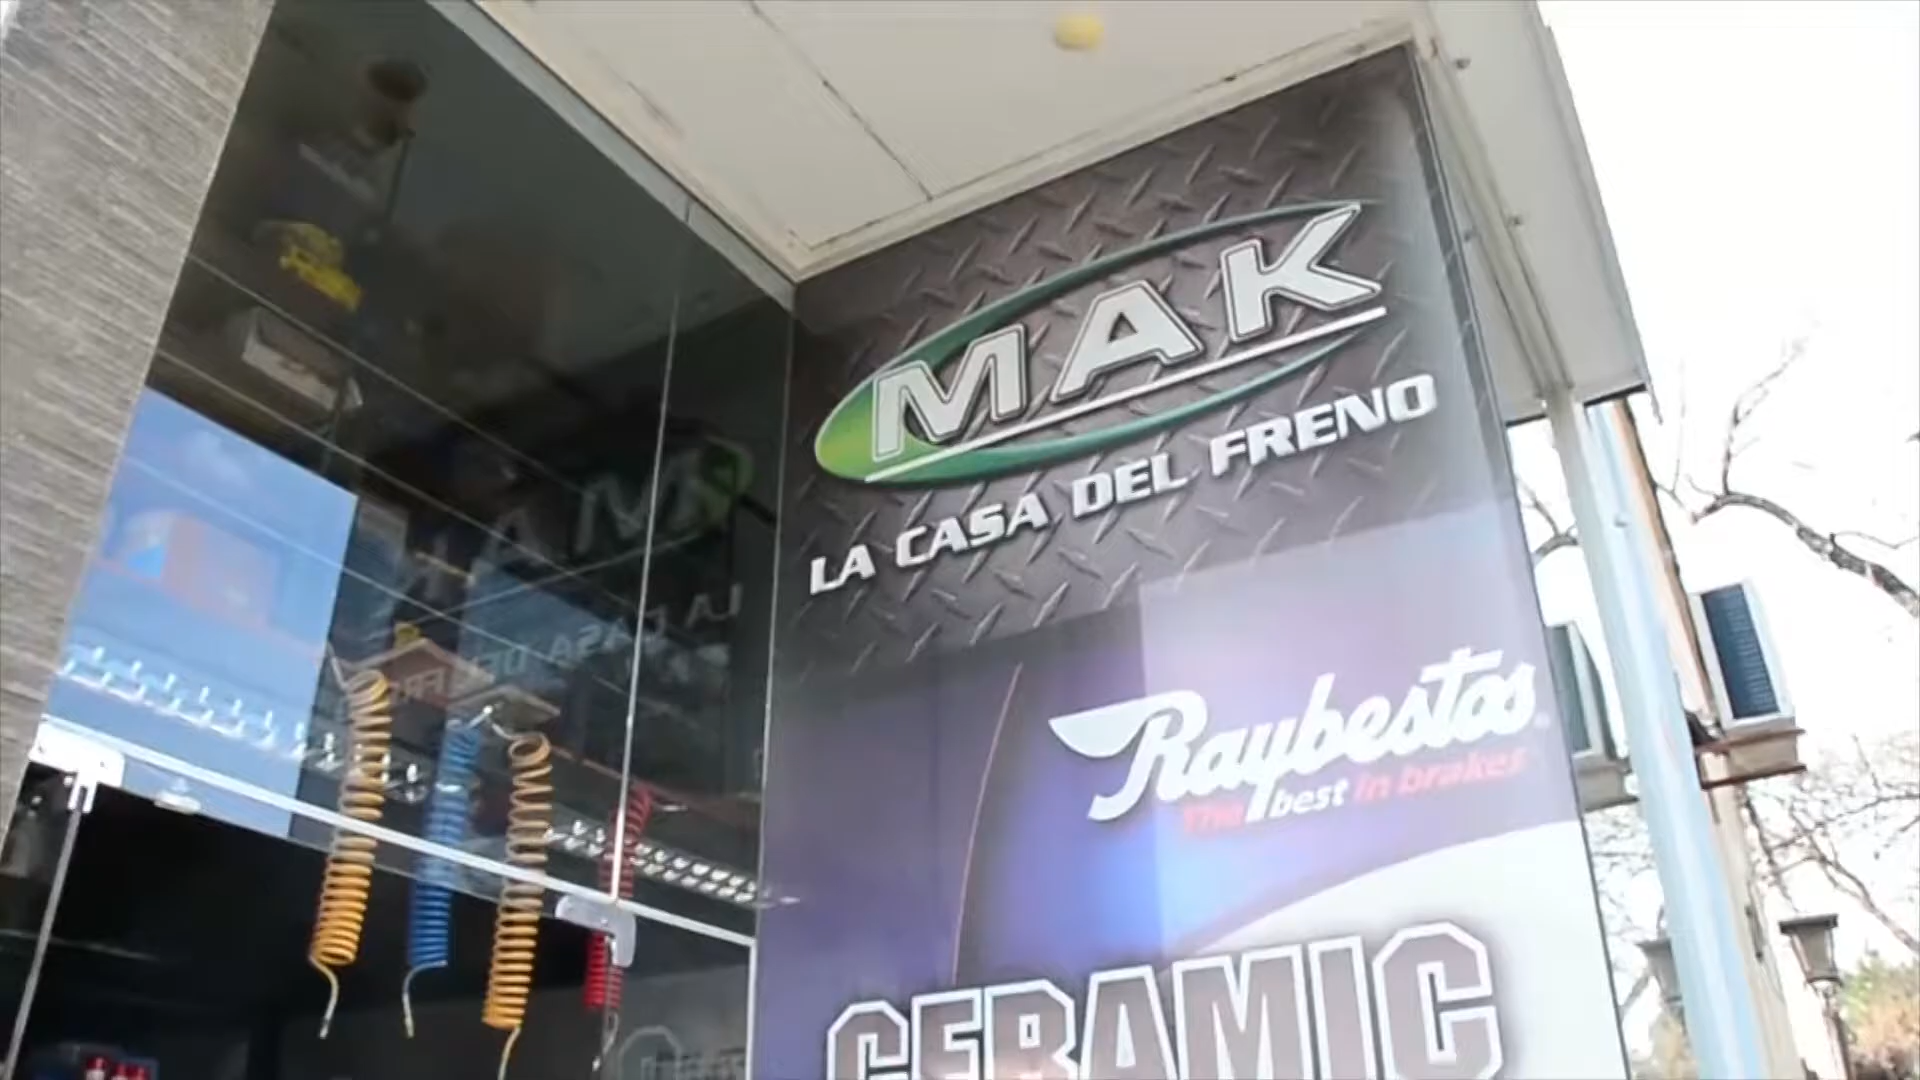 MAK
LA CASA DEL FRENO
Raybestos
The best in brakes
CERAMIC